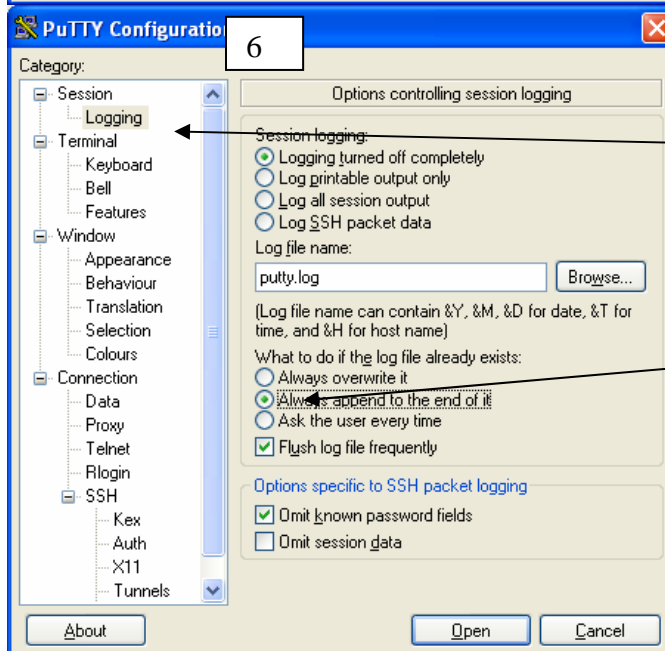 PuTTY Configuratio
6
Category:
Session
Logging
Terminal
Keyboard
Bell
Features
Window
Appearance
Behaviour
Translation
Selection
Colours
Connection
Data
Proxy
Telnet
Rlogin
SSH
Kex
Auth
X11
Tunnels
Options controlling session logging
Session logging:
Logging turned off completely
Log printable output only
Log all session output
Log SSH packet data
Log file name:
putty.log
Browse...
(Log file name can contain &Y, &M, &D for date, &T for
time, and &H for host name)
What to do if the log file already exists:
Always overwrite it
Always append to the end of it
Ask the user every time
Flush log file frequently
Options specific to SSH packet logging
Omit known password fields
Omit session data
About
Open
Cancel